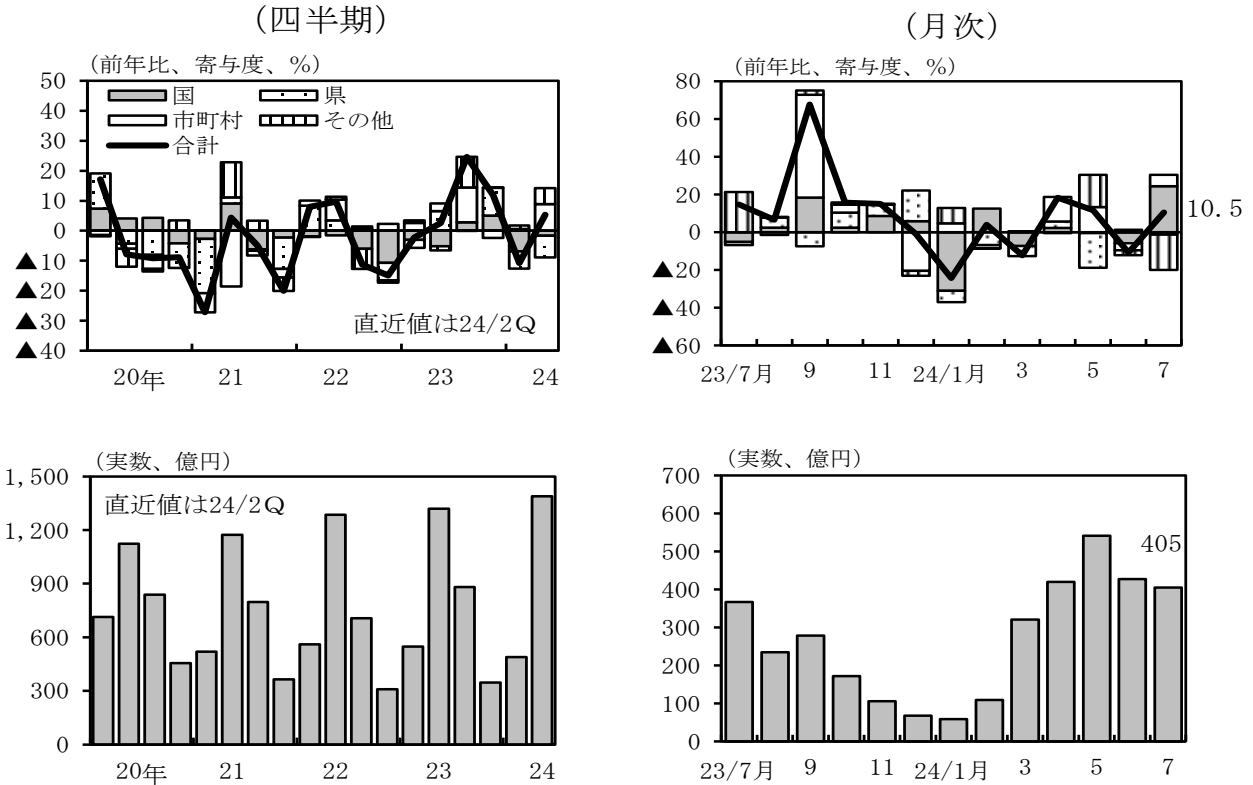 (四半期)
(前年比、寄与度、%)
50
40
30
20
10
0
▲10
▲20
▲30
▲40
国
県
市町村
その他
合計
直近値は24/2Q
20年 21 22 23 24
(月次)
(前年比、寄与度、%)
80
60
40
20
0
▲20
▲40
▲60
10.5
23/7月 9 11 24/1月 3 5 7
(実数、億円)
1,500
1,200
900
600
300
0
直近値は24/2Q
20年 21 22 23 24
(実数、億円)
700
600
500
400
300
200
100
0
405
23/7月 9 11 24/1月 3 5 7